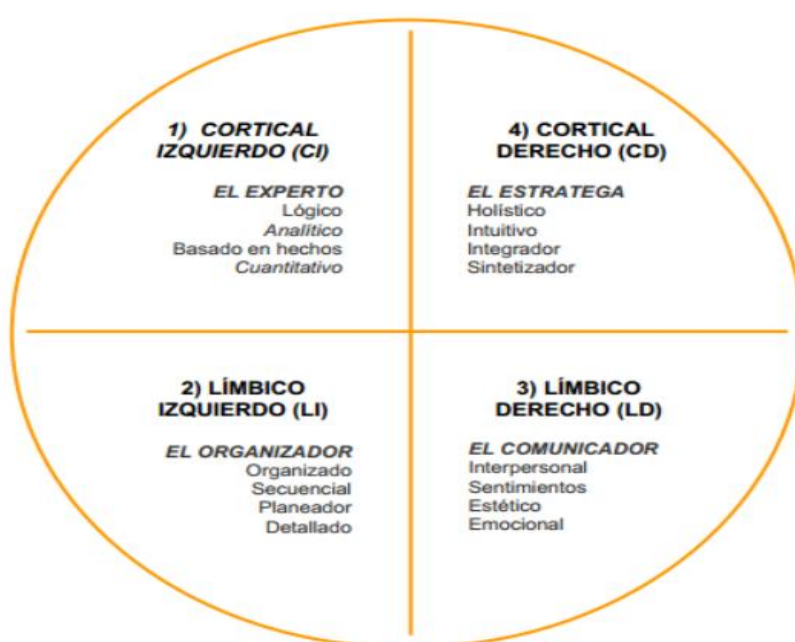 1) CORTICAL
IZQUIERDO (CI)
EL EXPERTO
Lógico
Analítico
Basado en hechos
Cuantitativo
4) CORTICAL
DERECHO (CD)
EL ESTRATEGA
Holístico
Intuitivo
Integrador
Sintetizador
2) LÍMBICO
IZQUIERDO (LI)
EL ORGANIZADOR
Organizado
Secuencial
Planeador
Detallado
3) LÍMBICO
DERECHO (LD)
EL COMUNICADOR
Interpersonal
Sentimientos
Estético
Emocional